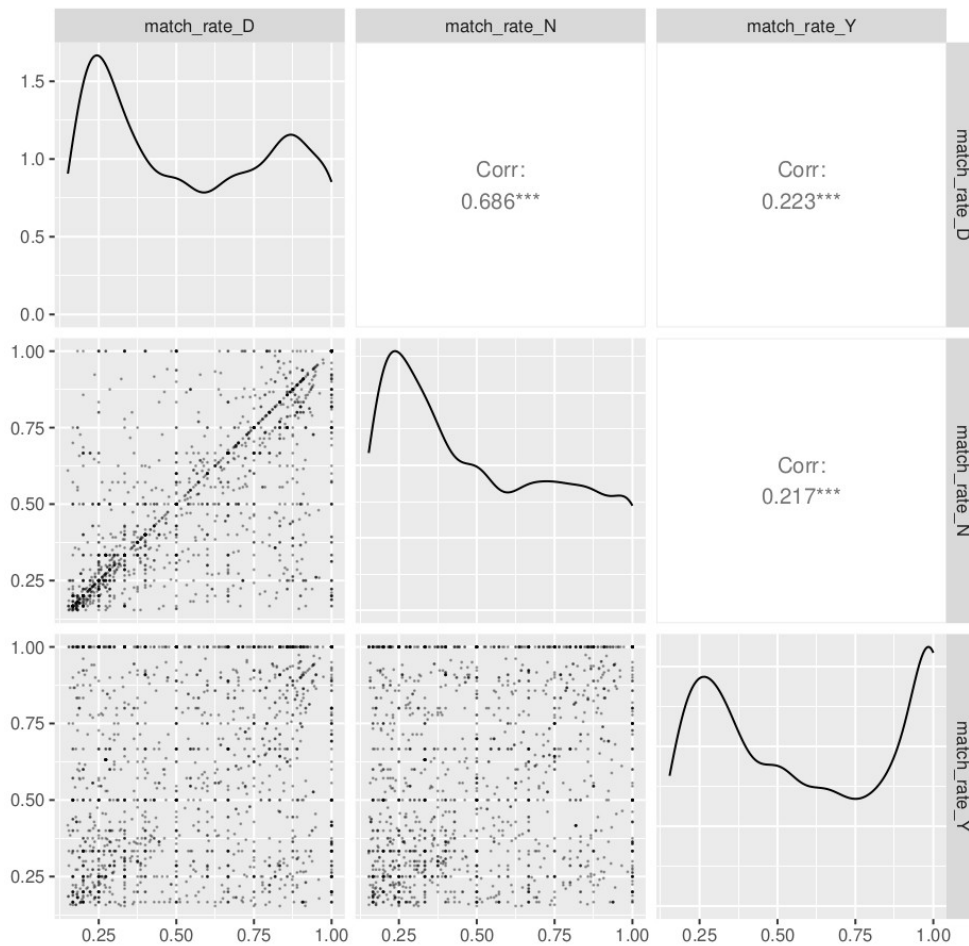 match_rate_D match_rate_N match_rate_Y
1.5
1.0
0.5
0.0
Corr:
0.686***
Corr:
0.223***
match_rate_D
1.00
0.75
0.50
0.25
Corr:
0.217***
match_rate_N
1.00
0.75
0.50
0.25
match_rate_Y
0.25 0.50 0.75 1.00 0.25 0.50 0.75 1.00 0.25 0.50 0.75 1.00